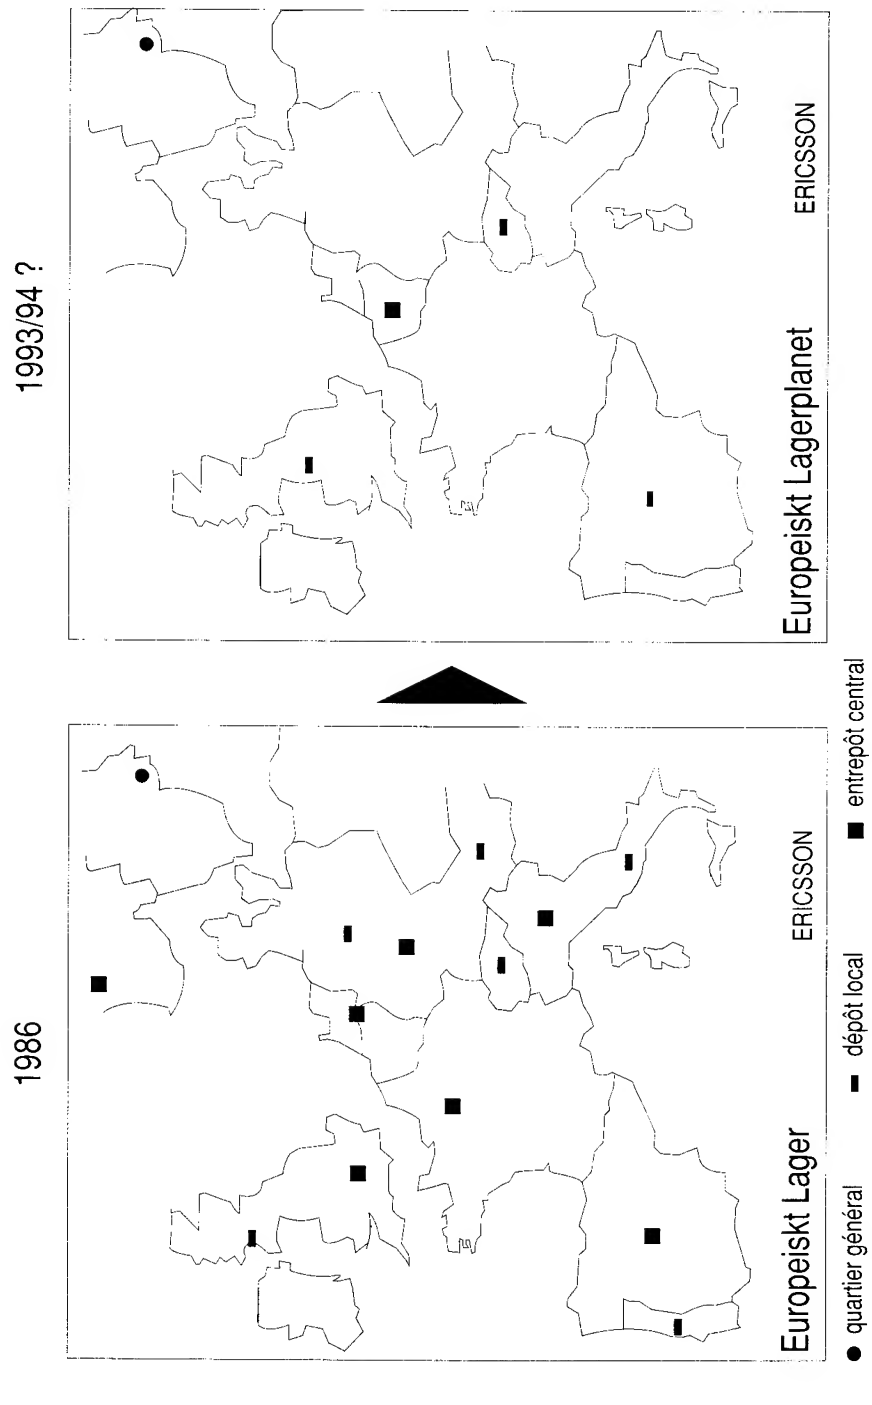 1986
Europeiskt Lager
ERICSSON
1993/94 ?
Europeiskt Lagerplanet
ERICSSON
quartier général
dépôt local
entrepôt central